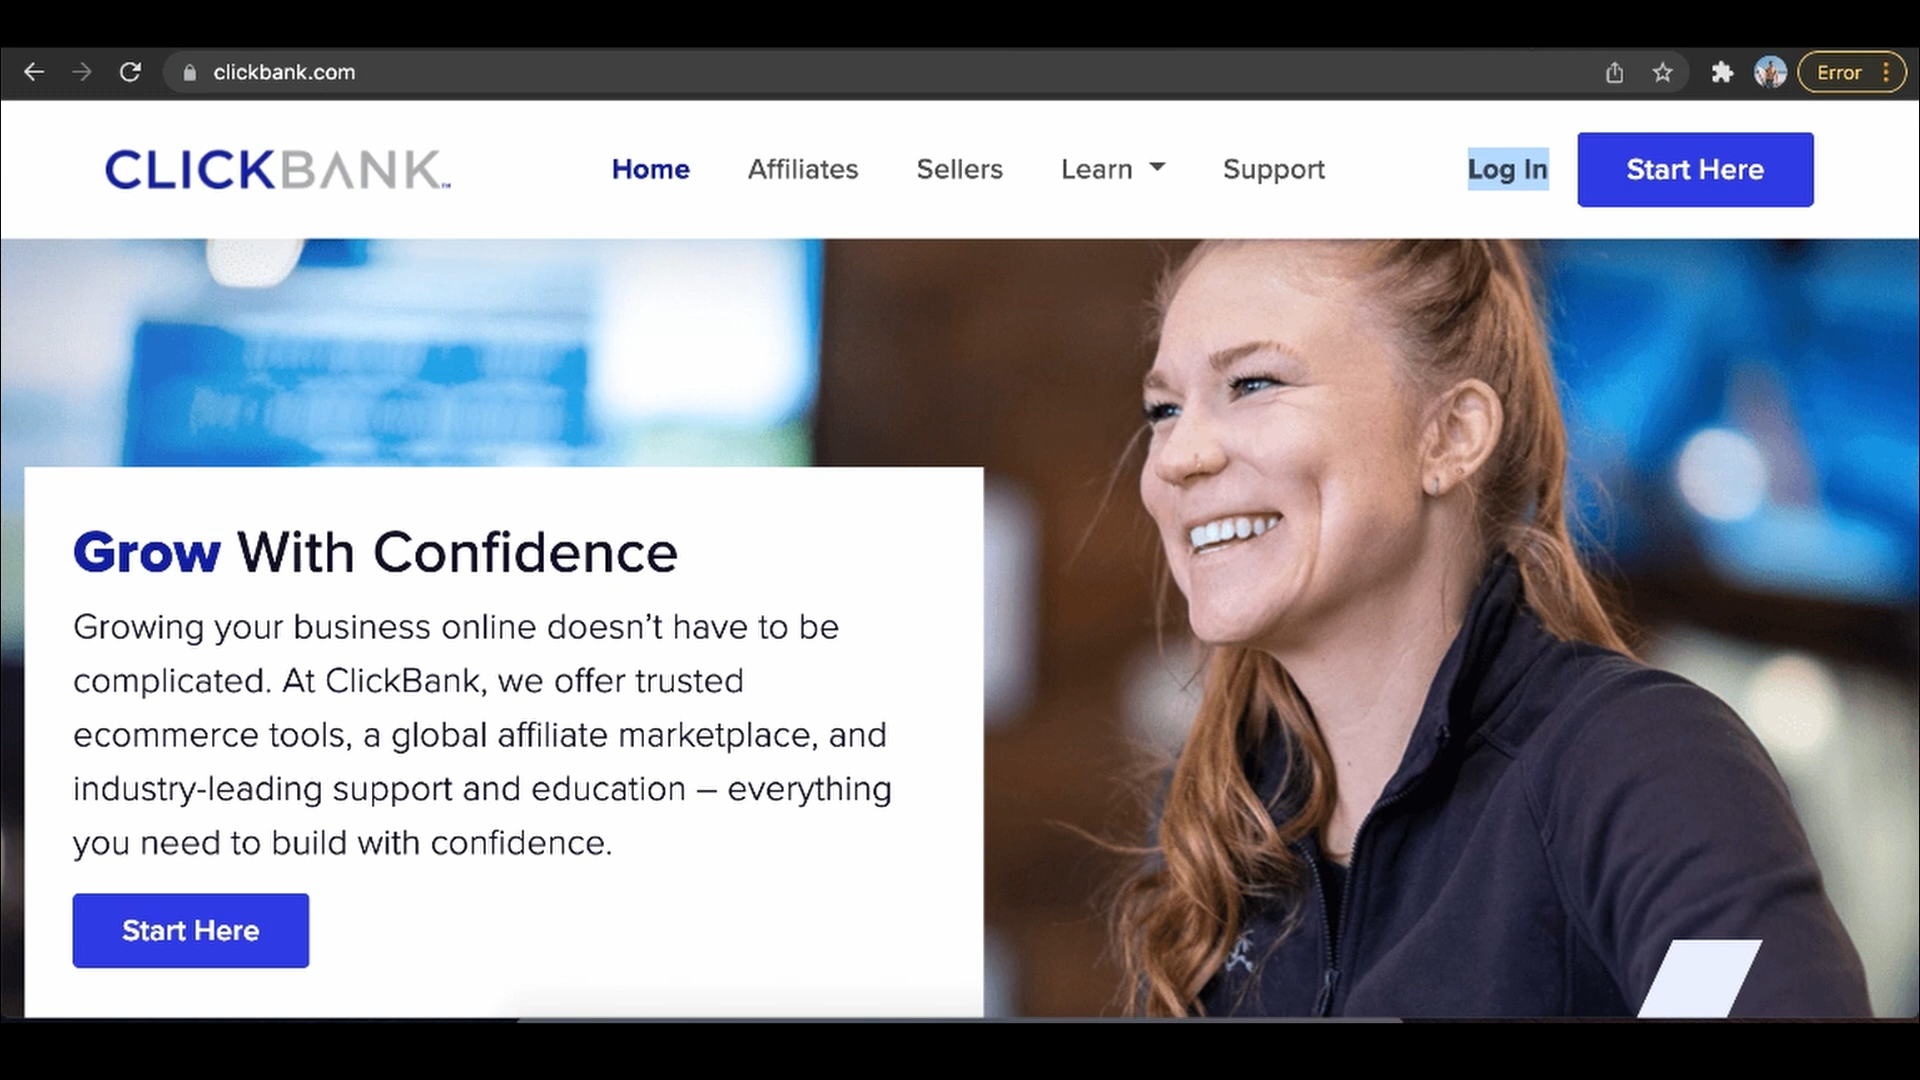 clickbank.com
Error
CLICKBANK™
Home
Affiliates
Sellers
Learn
Support
Log In
Start Here
Grow With Confidence
Growing your business online doesn’t have to be
complicated. At ClickBank, we offer trusted
ecommerce tools, a global affiliate marketplace, and
industry-leading support and education – everything
you need to build with confidence.
Start Here